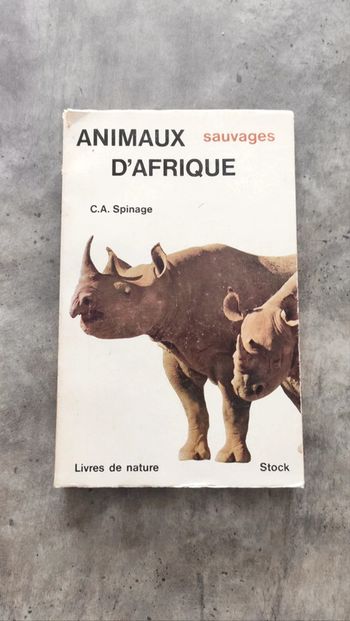 ANIMAUX sauvages
D'AFRIQUE
C.A. Spinage
Livres de nature Stock